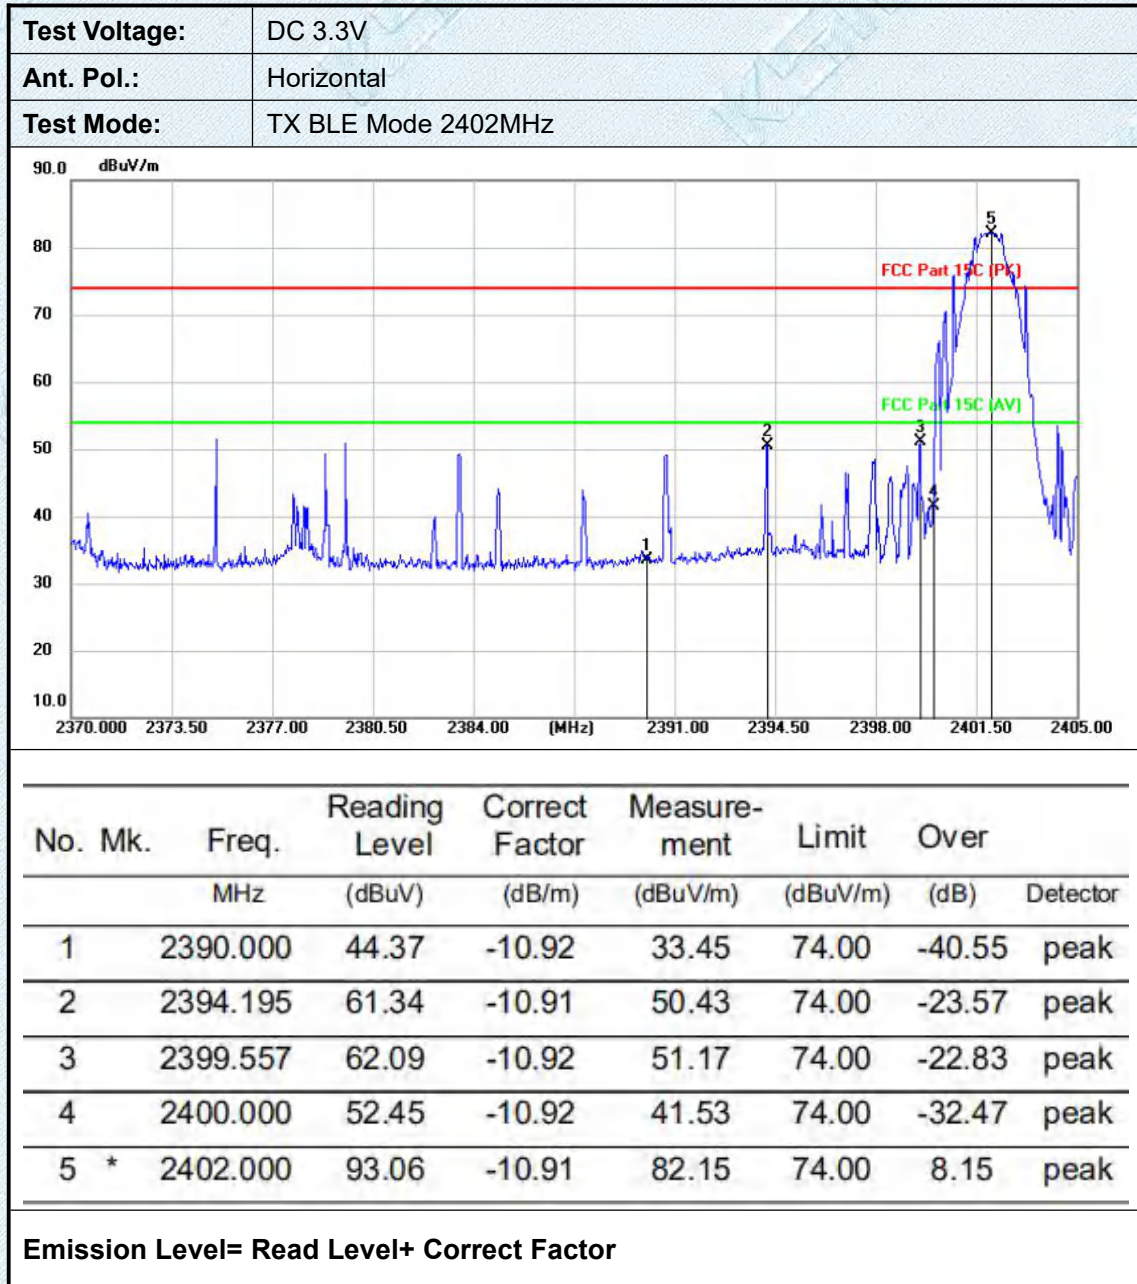 Test Voltage: DC 3.3V
Ant. Pol.: Horizontal
Test Mode: TX BLE Mode 2402MHz
90.0 dBuV/m
5
80
FCC Part 15C (PK)
70
60
FCC Part 15C (AV)
50
2
3
40
4
1
30
20
10.0
2370.000 2373.50 2377.00 2380.50 2384.00 (MHz) 2391.00 2394.50 2398.00 2401.50 2405.00
No. Mk. Freq. Reading Level Correct Factor Measure-ment Limit Over
MHz (dBuV) (dB/m) (dBuV/m) (dBuV/m) (dB) Detector
1 2390.000 44.37 -10.92 33.45 74.00 -40.55 peak
2 2394.195 61.34 -10.91 50.43 74.00 -23.57 peak
3 2399.557 62.09 -10.92 51.17 74.00 -22.83 peak
4 2400.000 52.45 -10.92 41.53 74.00 -32.47 peak
5 * 2402.000 93.06 -10.91 82.15 74.00 8.15 peak
Emission Level= Read Level+ Correct Factor